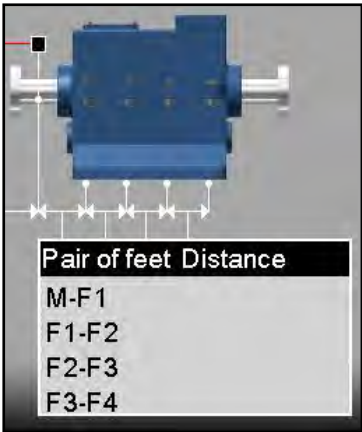 Pair of feet Distance
M-F1
F1-F2
F2-F3
F3-F4